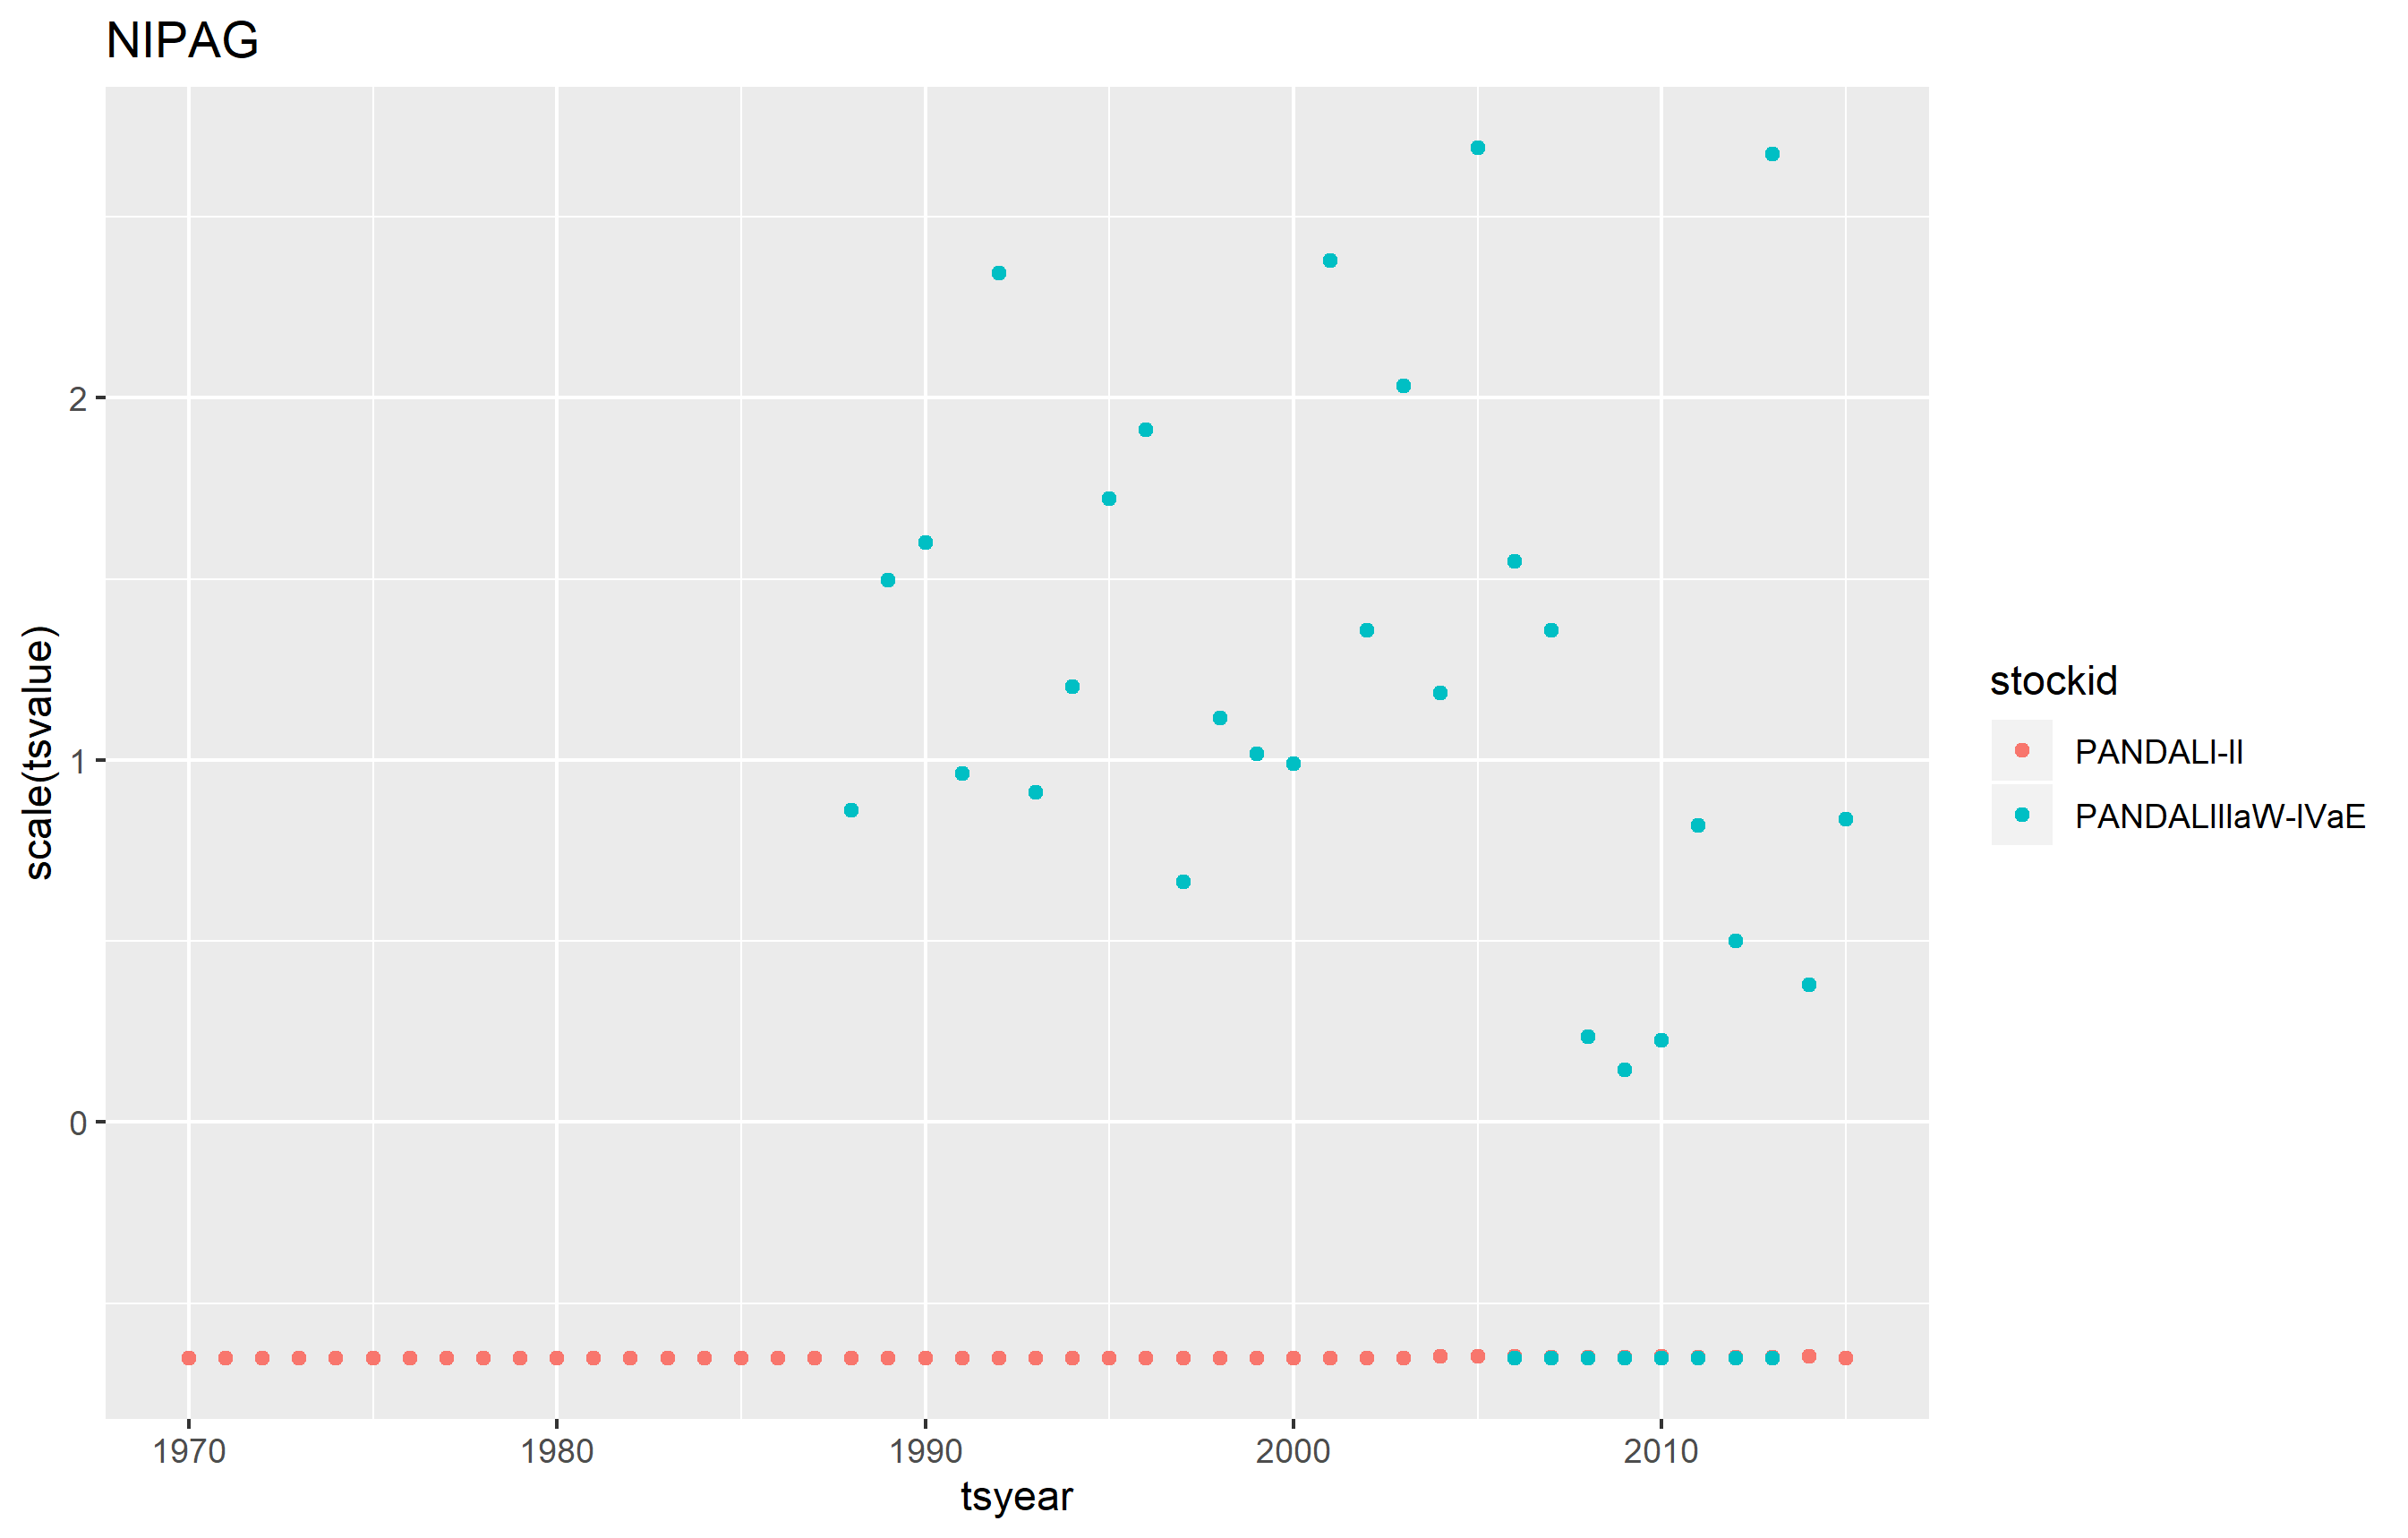 NIPAG
scale(tsvalue)
2
1
0
1970
1980
1990
2000
2010
tsyear
stockid
PANDALI-II
PANDALIIIaW-IVaE